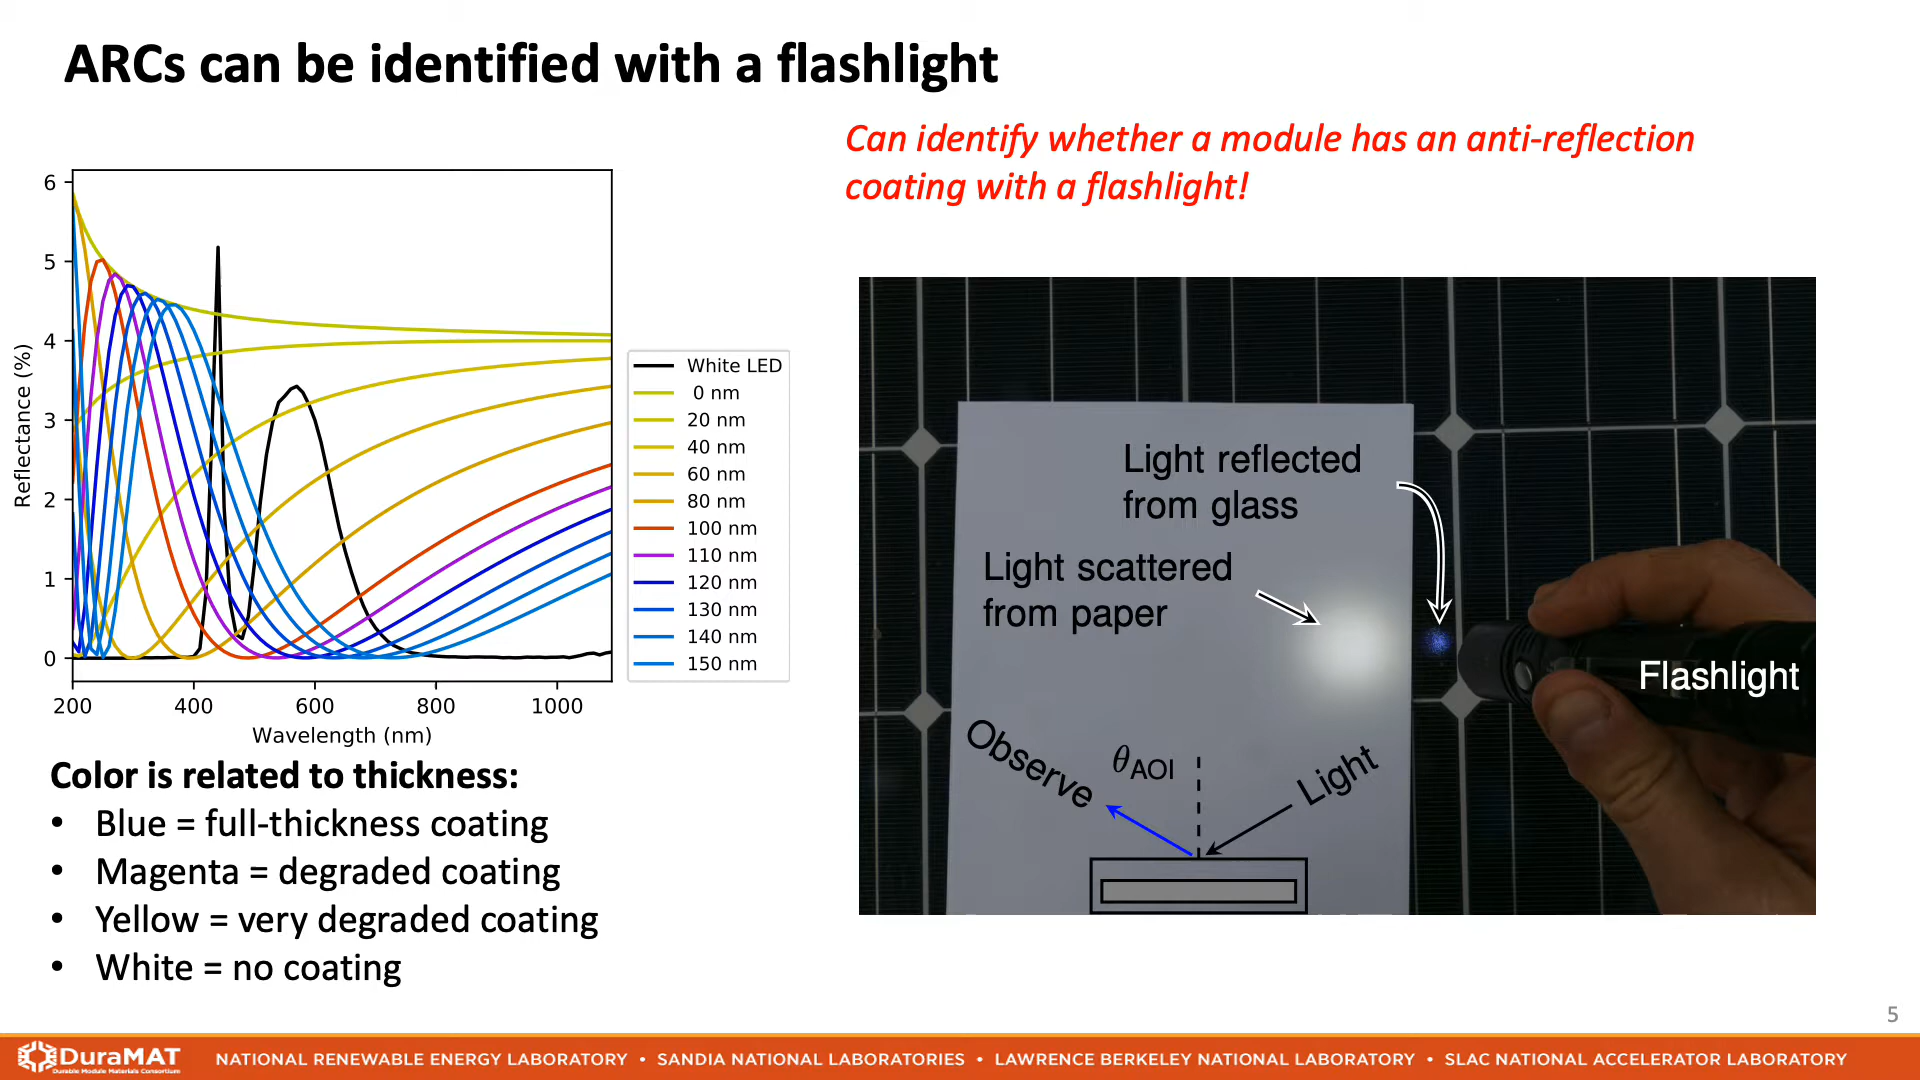 ARCs can be identified with a flashlight
Can identify whether a module has an anti-reflection
coating with a flashlight!
6
5
4
3
2
1
0
Reflectance (%)
200 400 600 800 1000
Wavelength (nm)
White LED
0 nm
20 nm
40 nm
60 nm
80 nm
100 nm
110 nm
120 nm
130 nm
140 nm
150 nm
Color is related to thickness:
• Blue = full-thickness coating
• Magenta = degraded coating
• Yellow = very degraded coating
• White = no coating
Light reflected
from glass
Light scattered
from paper
Flashlight
Observe
θAOI
Light
5
DuraMAT
Durable Module Materials Consortium
NATIONAL RENEWABLE ENERGY LABORATORY • SANDIA NATIONAL LABORATORIES • LAWRENCE BERKELEY NATIONAL LABORATORY • SLAC NATIONAL ACCELERATOR LABORATORY